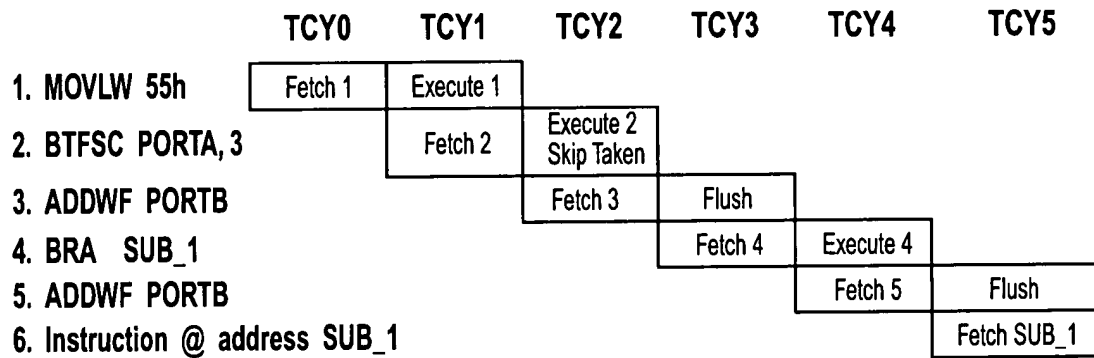 TCY0 TCY1 TCY2 TCY3 TCY4 TCY5
1. MOVLW 55h Fetch 1 Execute 1
2. BTFSC PORTA, 3 Fetch 2 Execute 2
Skip Taken
3. ADDWF PORTB Fetch 3 Flush
4. BRA SUB_1 Fetch 4 Execute 4
5. ADDWF PORTB Fetch 5 Flush
6. Instruction @ address SUB_1 Fetch SUB_1